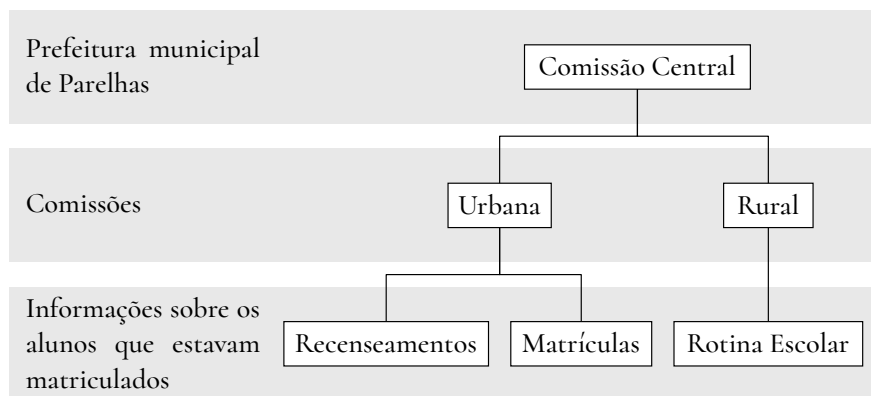 Prefeitura municipal
de Parelhas
Comissão Central
Comissões
Urbana
Rural
Informações sobre os
alunos que estavam
matriculados
Recenseamentos
Matrículas
Rotina Escolar